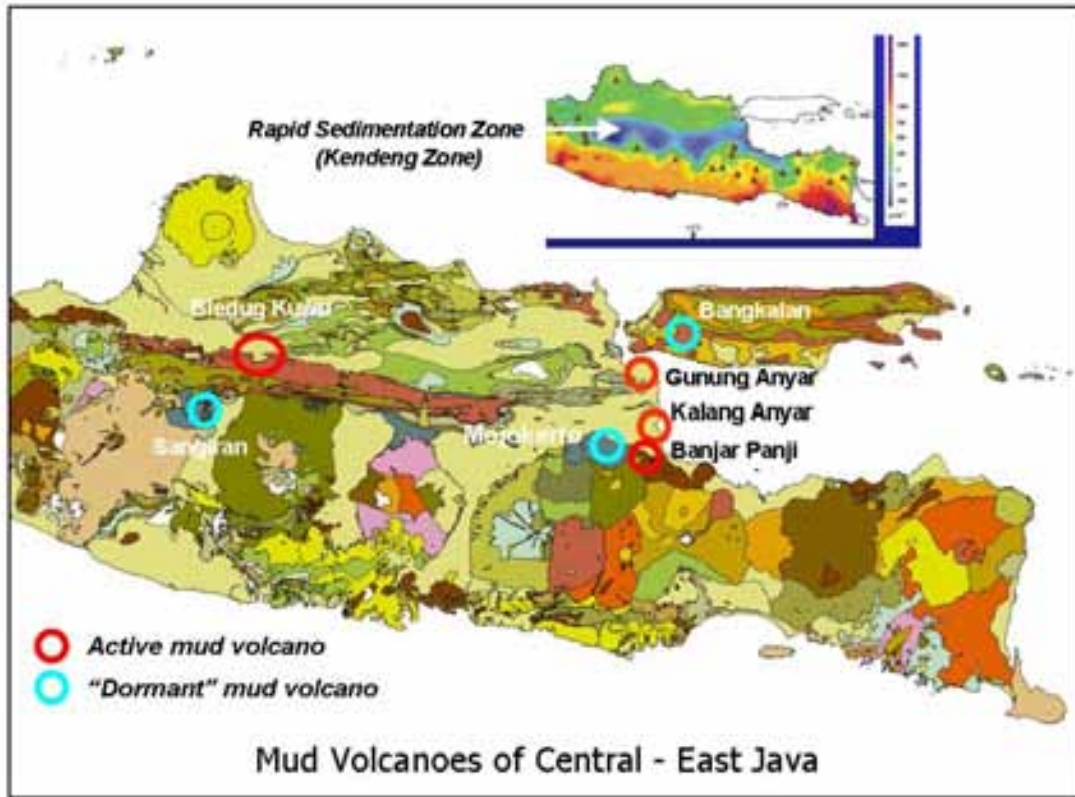 Rapid Sedimentation Zone
(Kendeng Zone)
Bledug Kuwu
Bangkalan
Gunung Anyar
Kalang Anyar
Sangiran
Mojokerto
Banjar Panji
Active mud volcano
“Dormant” mud volcano
Mud Volcanoes of Central - East Java